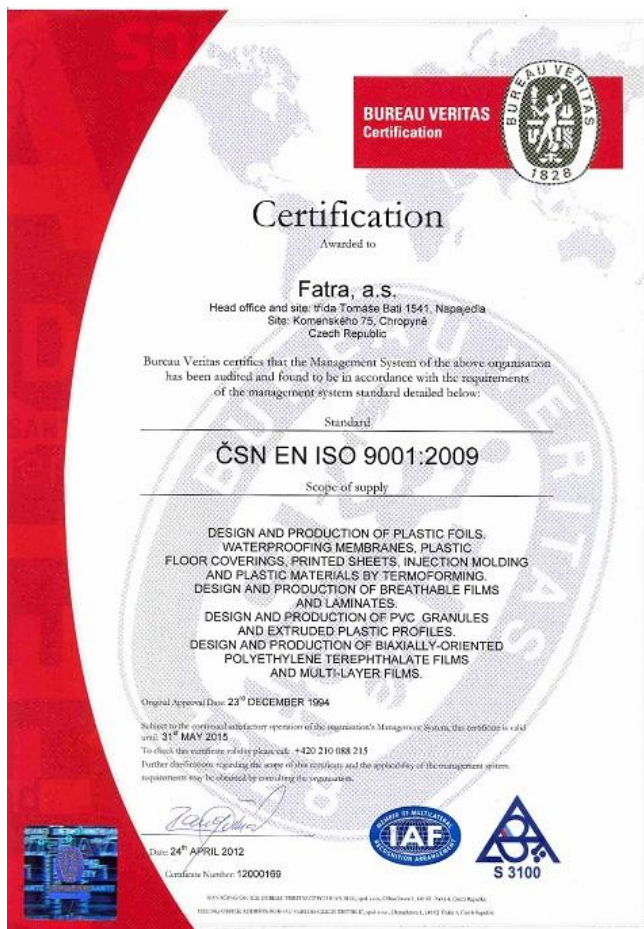 BUREAU VERITAS
Certification
BUREAU VERITAS
1828
Certification
Awarded to
Fatra, a.s.
Head office and site: třída Tomáše Bati 1541, Napajedla
Site: Komenského 75, Chropyně
Czech Republic
Bureau Veritas certifies that the Management System of the above organisation
has been audited and found to be in accordance with the requirements
of the management system standard detailed below:
Standard
ČSN EN ISO 9001:2009
Scope of supply
DESIGN AND PRODUCTION OF PLASTIC FOILS,
WATERPROOFING MEMBRANES, PLASTIC
FLOOR COVERINGS, PRINTED SHEETS, INJECTION MOLDING
AND PLASTIC MATERIALS BY TERMOFORMING.
DESIGN AND PRODUCTION OF BREATHABLE FILMS
AND LAMINATES.
DESIGN AND PRODUCTION OF PVC GRANULES
AND EXTRUDED PLASTIC PROFILES.
DESIGN AND PRODUCTION OF BIAXIALLY-ORIENTED
POLYETHYLENE TEREPHTHALATE FILMS
AND MULTI-LAYER FILMS.
Original Approval Date: 23rd DECEMBER 1994
Subject to the continued satisfactory operation of the organisation's Management System, this certificate is valid
until: 31st MAY 2015
To check this certificate validity please call: +420 210 088 215
Further clarifications regarding the scope of this certificate and the applicability of the management system
requirements may be obtained by consulting the organisation.
Date: 24th APRIL 2012
Certificate Number: 12000169
MEMBER OF MULTILATERAL
IAF
RECOGNITION ARRANGEMENT
S 3100